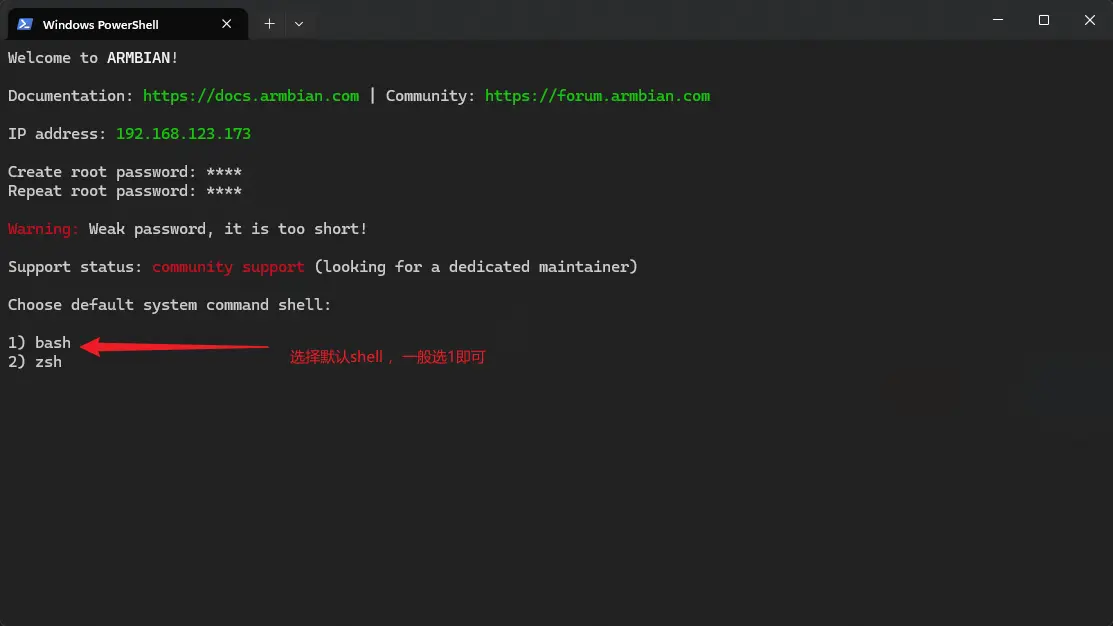 Windows PowerShell
Welcome to ARMBIAN!
Documentation: https://docs.armbian.com | Community: https://forum.armbian.com
IP address: 192.168.123.173
Create root password: ****
Repeat root password: ****
Warning: Weak password, it is too short!
Support status: community support (looking for a dedicated maintainer)
Choose default system command shell:
1) bash
选择默认shell ，一般选1即可
2) zsh